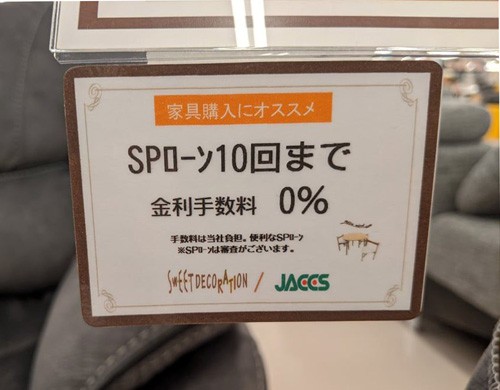 家具購入にオススメ
SPﾛｰﾝ10回まで
金利手数料 0%
手数料は当社負担。便利なSPﾛｰﾝ
※SPﾛｰﾝは審査がございます。
SWEET DECORATION / JACCS